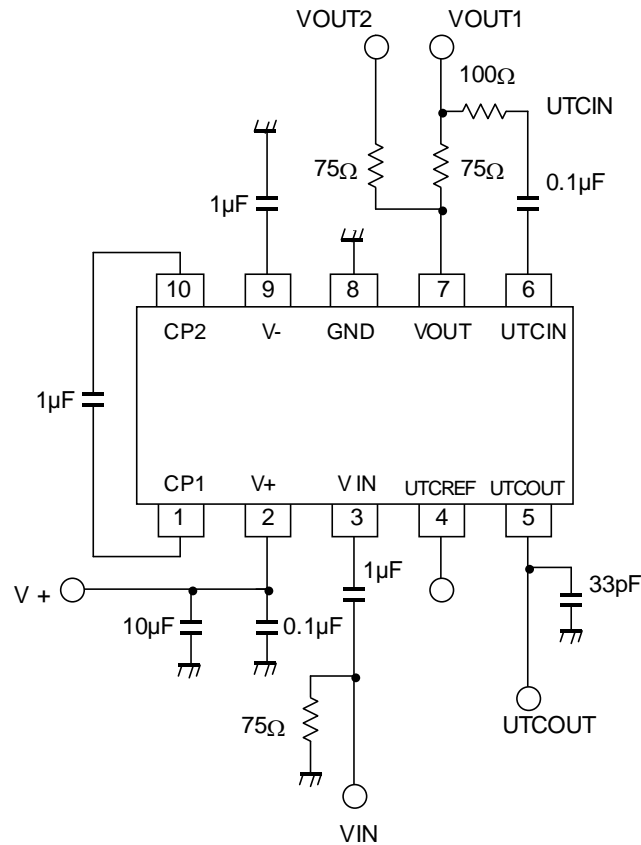 VOUT2 VOUT1
100Ω
UTCIN
75Ω 75Ω
0.1µF
1µF
10 9 8 7 6
CP2 V- GND VOUT UTCIN
1µF
CP1 V+ VIN UTCREF UTCOUT
1 2 3 4 5
1µF
33pF
V +
10µF 0.1µF
75Ω
UTCOUT
VIN